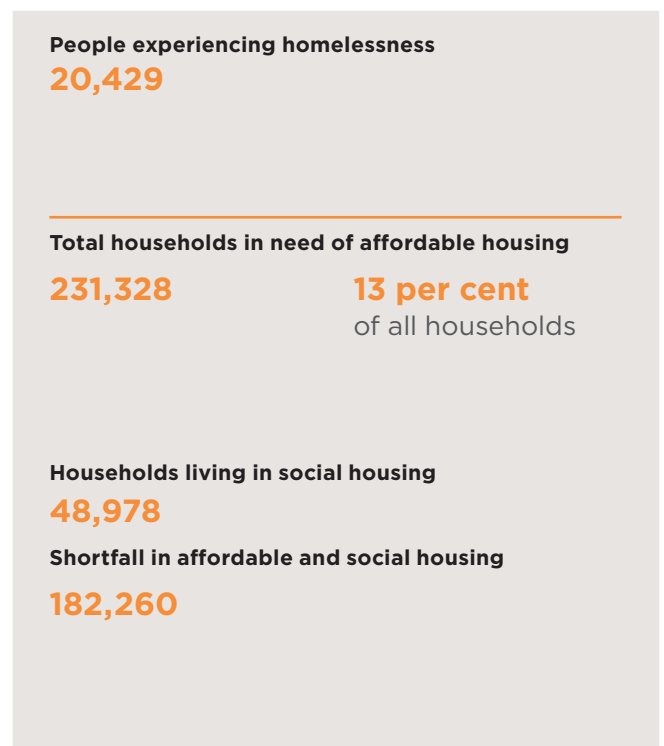 People experiencing homelessness
20,429
Total households in need of affordable housing
231,328
13 per cent
of all households
Households living in social housing
48,978
Shortfall in affordable and social housing
182,260